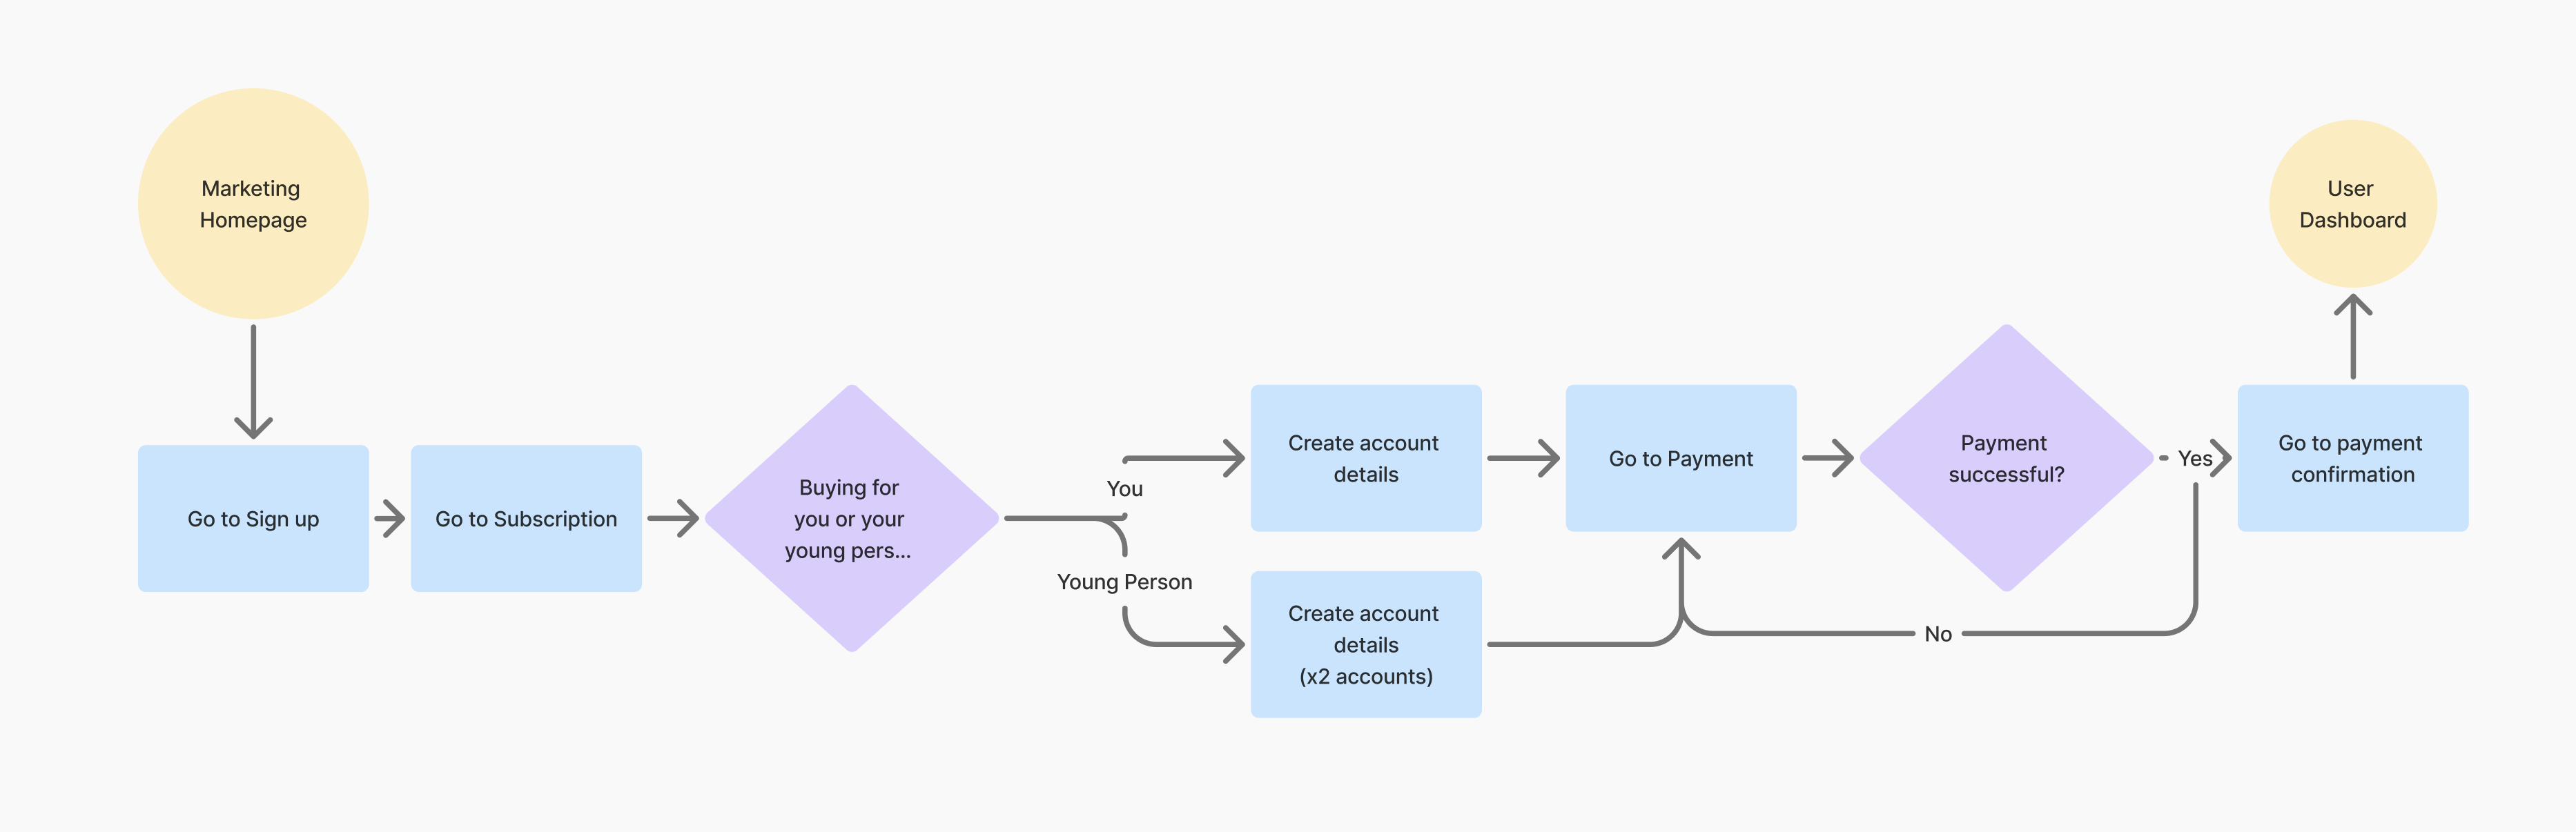 Marketing
Homepage
Go to Sign up
Go to Subscription
Buying for
you or your
young pers...
You
Young Person
Create account
details
Create account
details
(x2 accounts)
Go to Payment
Payment
successful?
Yes
No
Go to payment
confirmation
User
Dashboard